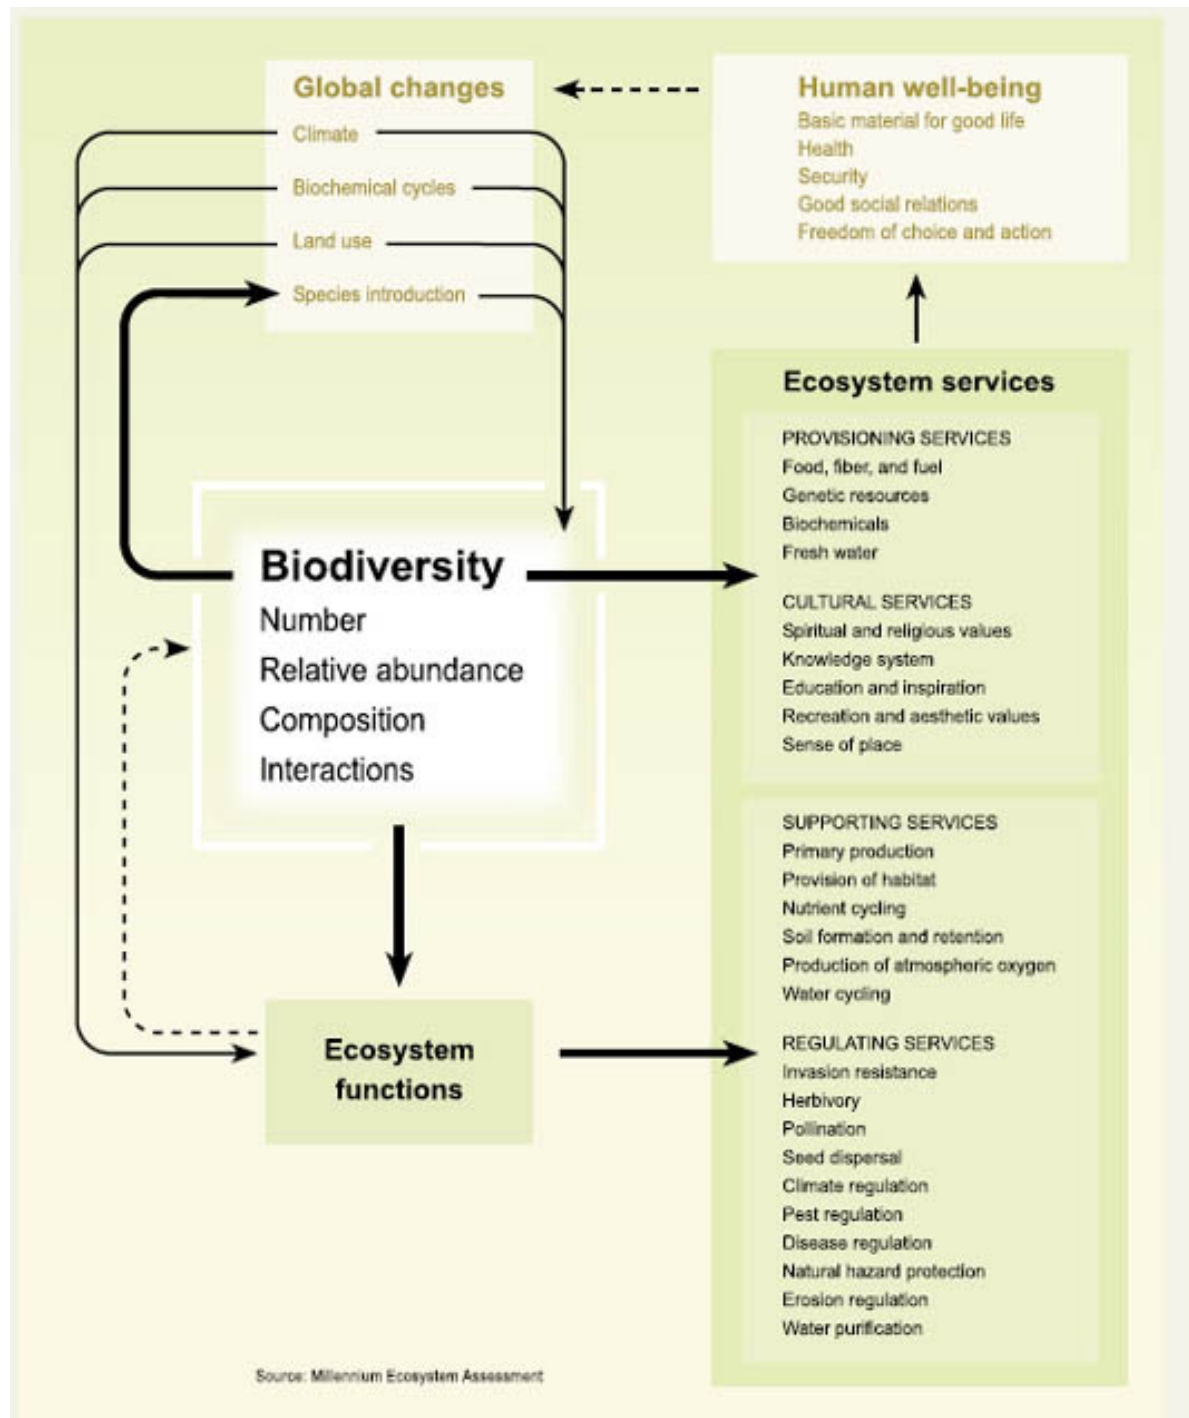 Global changes
Climate
Biochemical cycles
Land use
Species introduction
Human well-being
Basic material for good life
Health
Security
Good social relations
Freedom of choice and action
Biodiversity
Number
Relative abundance
Composition
Interactions
Ecosystem
functions
Ecosystem services
PROVISIONING SERVICES
Food, fiber, and fuel
Genetic resources
Biochemicals
Fresh water
CULTURAL SERVICES
Spiritual and religious values
Knowledge system
Education and inspiration
Recreation and aesthetic values
Sense of place
SUPPORTING SERVICES
Primary production
Provision of habitat
Nutrient cycling
Soil formation and retention
Production of atmospheric oxygen
Water cycling
REGULATING SERVICES
Invasion resistance
Herbivory
Pollination
Seed dispersal
Climate regulation
Pest regulation
Disease regulation
Natural hazard protection
Erosion regulation
Water purification
Source: Millennium Ecosystem Assessment